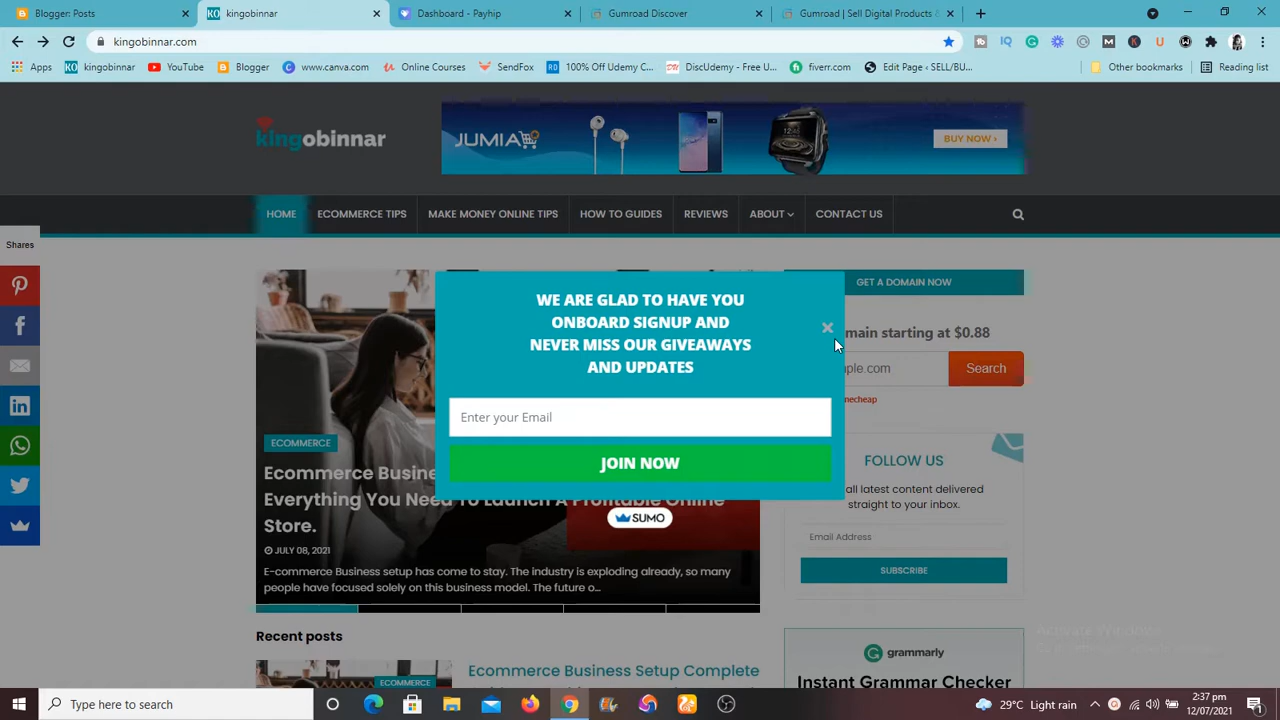 Blogger: Posts
kingobinnar
Dashboard - Payhip
Gumroad Discover
Gumroad | Sell Digital Products &
kingobinnar.com
Apps
kingobinnar
YouTube
Blogger
www.canva.com
Online Courses
SendFox
100% Off Udemy C...
DiscUdemy - Free U...
fiverr.com
Edit Page ‹ SELL/BU...
Other bookmarks
Reading list
kingobinnar
JUMIA
BUY NOW ›
HOME
ECOMMERCE TIPS
MAKE MONEY ONLINE TIPS
HOW TO GUIDES
REVIEWS
ABOUT
CONTACT US
Shares
WE ARE GLAD TO HAVE YOU
ONBOARD SIGNUP AND
NEVER MISS OUR GIVEAWAYS
AND UPDATES
Enter your Email
JOIN NOW
SUMO
GET A DOMAIN NOW
main starting at $0.88
ple.com
Search
mecheap
ECOMMERCE
Ecommerce Busine
Everything You Need To Launch A Profitable Online
Store.
JULY 08, 2021
E-commerce Business setup has come to stay. The industry is exploding already, so many
people have focused solely on this business model. The future o...
FOLLOW US
all latest content delivered
straight to your inbox.
Email Address
SUBSCRIBE
Recent posts
ECOMMERCE
Ecommerce Business Setup Complete
grammarly
Instant Grammar Checker
Activate Windows
Type here to search
29°C Light rain
2:37 pm
12/07/2021